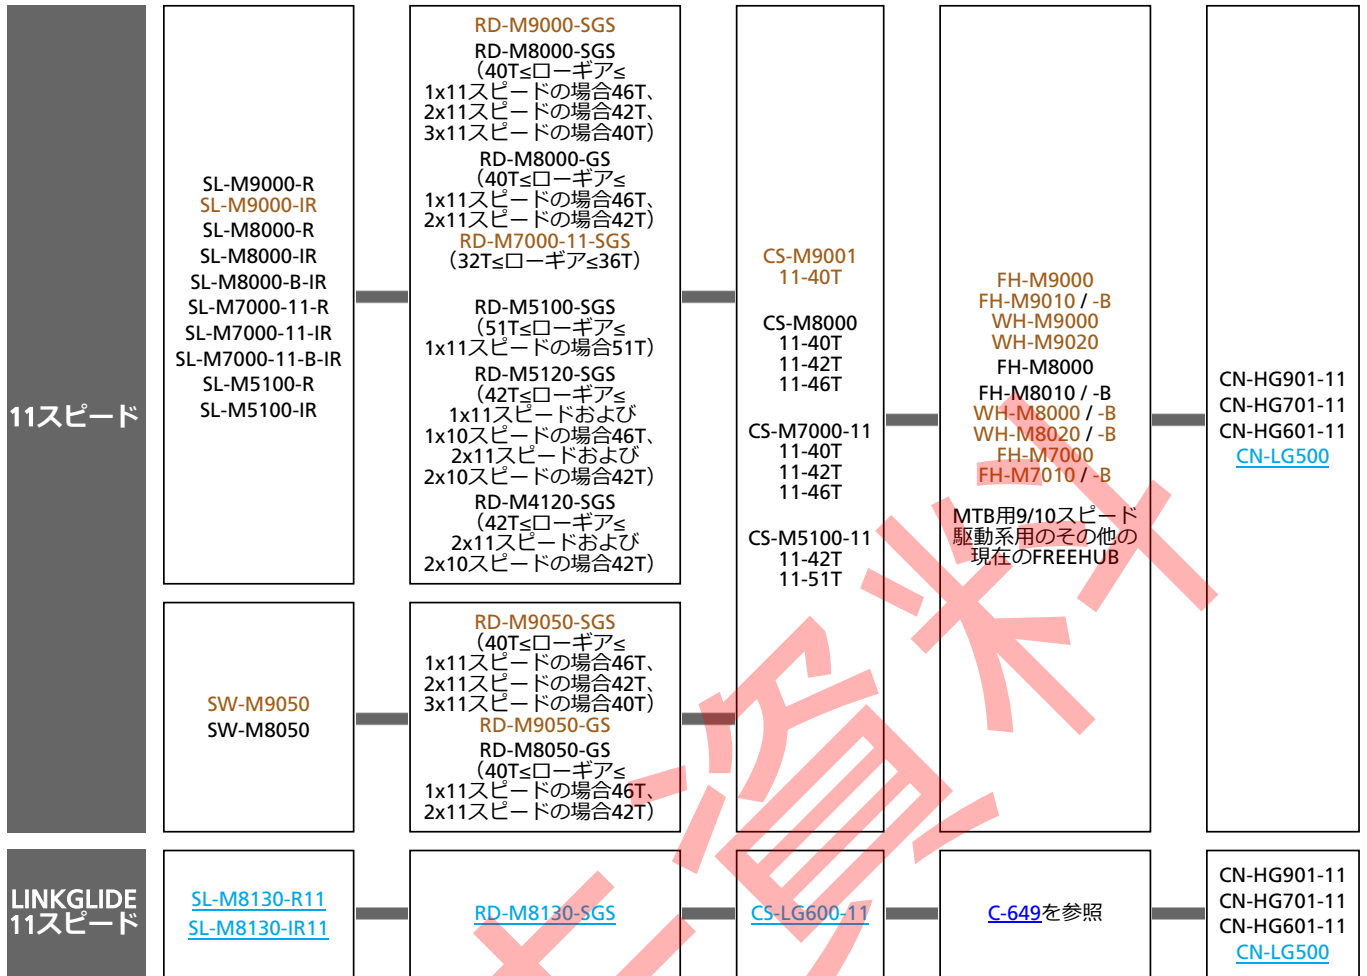 11スピード
SL-M9000-R
SL-M9000-IR
SL-M8000-R
SL-M8000-IR
SL-M8000-B-IR
SL-M7000-11-R
SL-M7000-11-IR
SL-M7000-11-B-IR
SL-M5100-R
SL-M5100-IR
RD-M9000-SGS
RD-M8000-SGS
(40T≤ローギア≤
1x11スピードの場合46T、
2x11スピードの場合42T、
3x11スピードの場合40T)
RD-M8000-GS
(40T≤ローギア≤
1x11スピードの場合46T、
2x11スピードの場合42T)
RD-M7000-11-SGS
(32T≤ローギア≤36T)
RD-M5100-SGS
(51T≤ローギア≤
1x11スピードの場合51T)
RD-M5120-SGS
(42T≤ローギア≤
1x11スピードおよび
1x10スピードの場合46T、
2x11スピードおよび
2x10スピードの場合42T)
RD-M4120-SGS
(42T≤ローギア≤
2x11スピードおよび
2x10スピードの場合42T)
SW-M9050
SW-M8050
RD-M9050-SGS
(40T≤ローギア≤
1x11スピードの場合46T、
2x11スピードの場合42T、
3x11スピードの場合40T)
RD-M9050-GS
RD-M8050-GS
(40T≤ローギア≤
1x11スピードの場合46T、
2x11スピードの場合42T)
CS-M9001
11-40T
CS-M8000
11-40T
11-42T
11-46T
CS-M7000-11
11-40T
11-42T
11-46T
CS-M5100-11
11-42T
11-51T
FH-M9000
FH-M9010 / -B
WH-M9000
WH-M9020
FH-M8000
FH-M8010 / -B
WH-M8000 / -B
WH-M8020 / -B
FH-M7000
FH-M7010 / -B
MTB用9/10スピード
駆動系用のその他の
現在のFREEHUB
CN-HG901-11
CN-HG701-11
CN-HG601-11
CN-LG500
LINKGLIDE
11スピード
SL-M8130-R11
SL-M8130-IR11
RD-M8130-SGS
CS-LG600-11
C-649を参照
CN-HG901-11
CN-HG701-11
CN-HG601-11
CN-LG500
資料